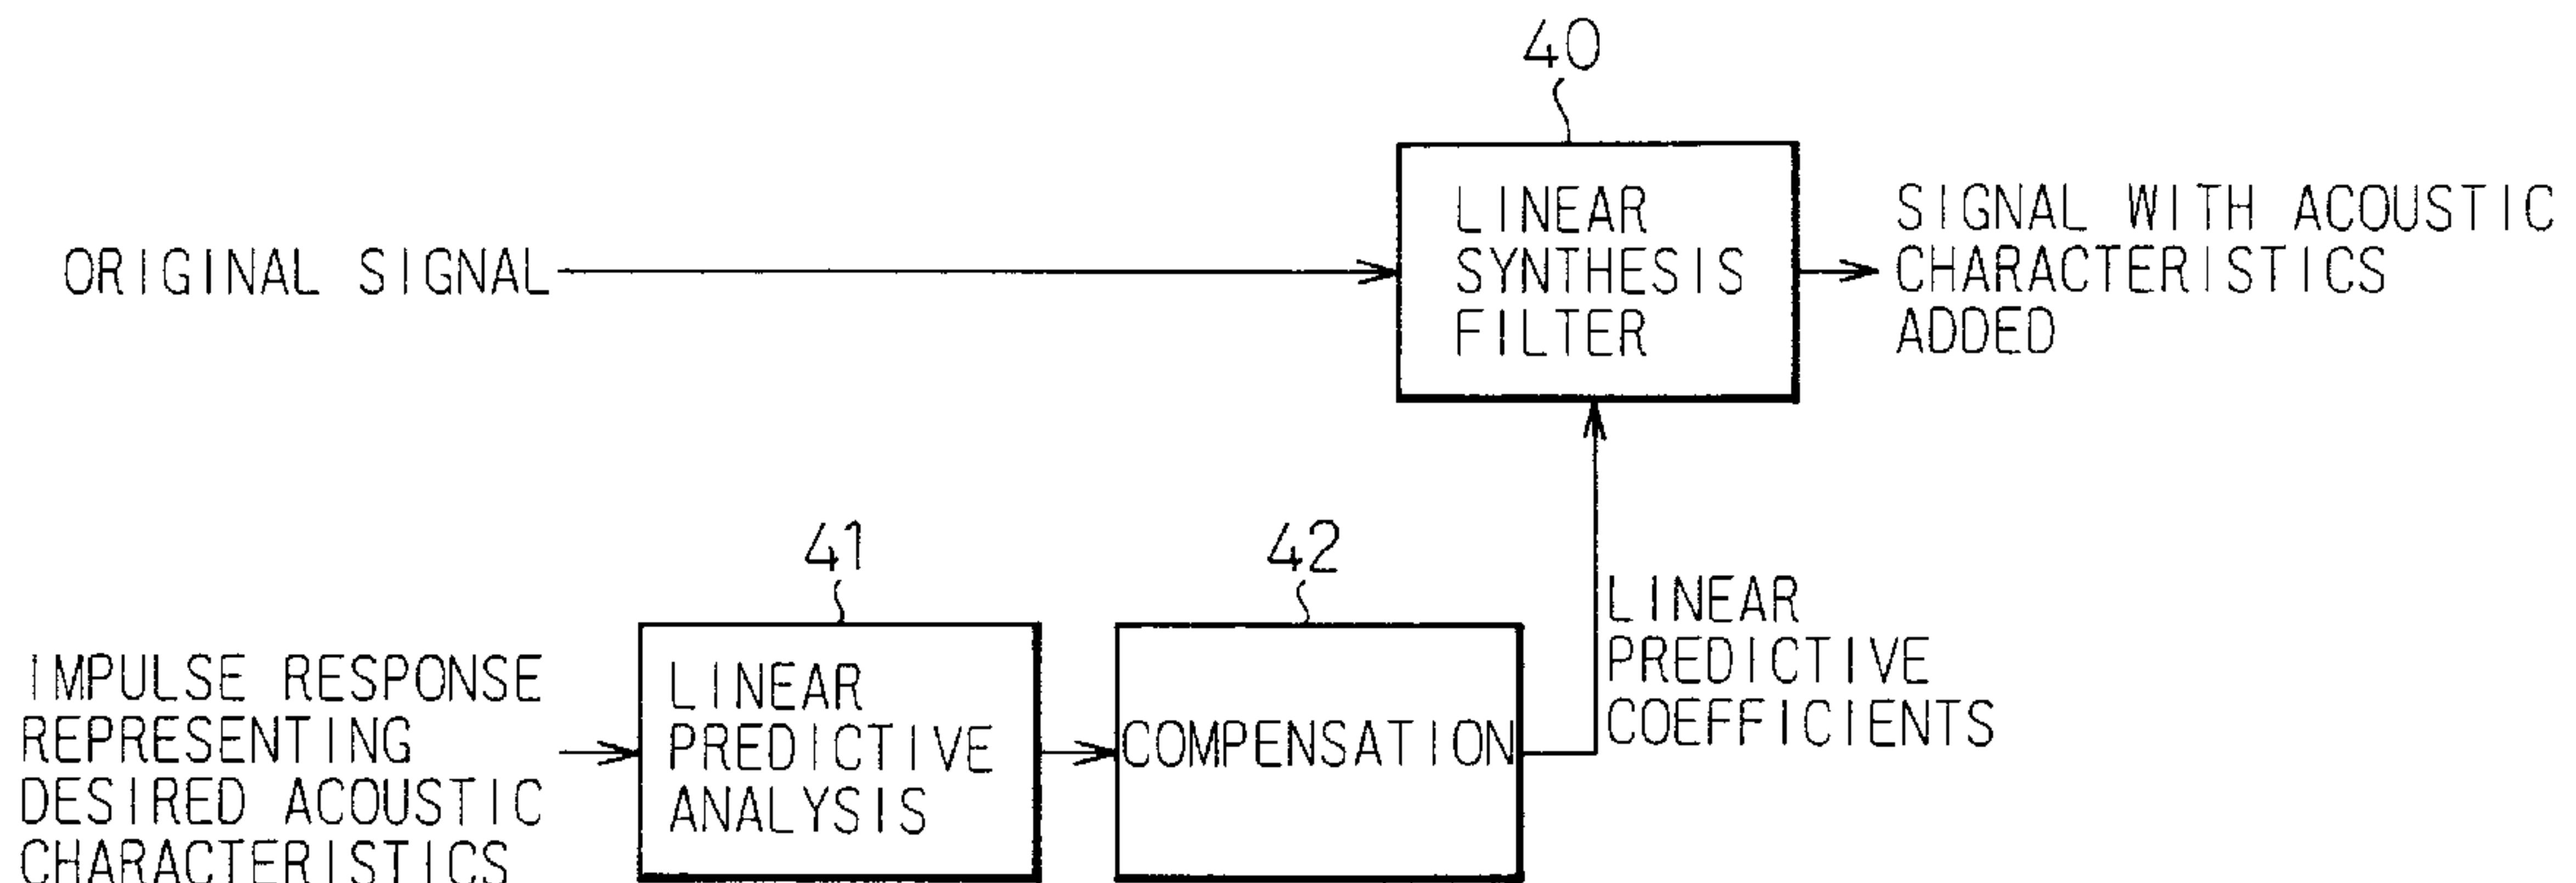 40
LINEAR
SYNTHESIS
FILTER
ORIGINAL SIGNAL
SIGNAL WITH ACOUSTIC
CHARACTERISTICS
ADDED
41
42
IMPULSE RESPONSE
REPRESENTING
DESIRED ACOUSTIC
CHARACTERISTICS
LINEAR
PREDICTIVE
ANALYSIS
COMPENSATION
LINEAR
PREDICTIVE
COEFFICIENTS